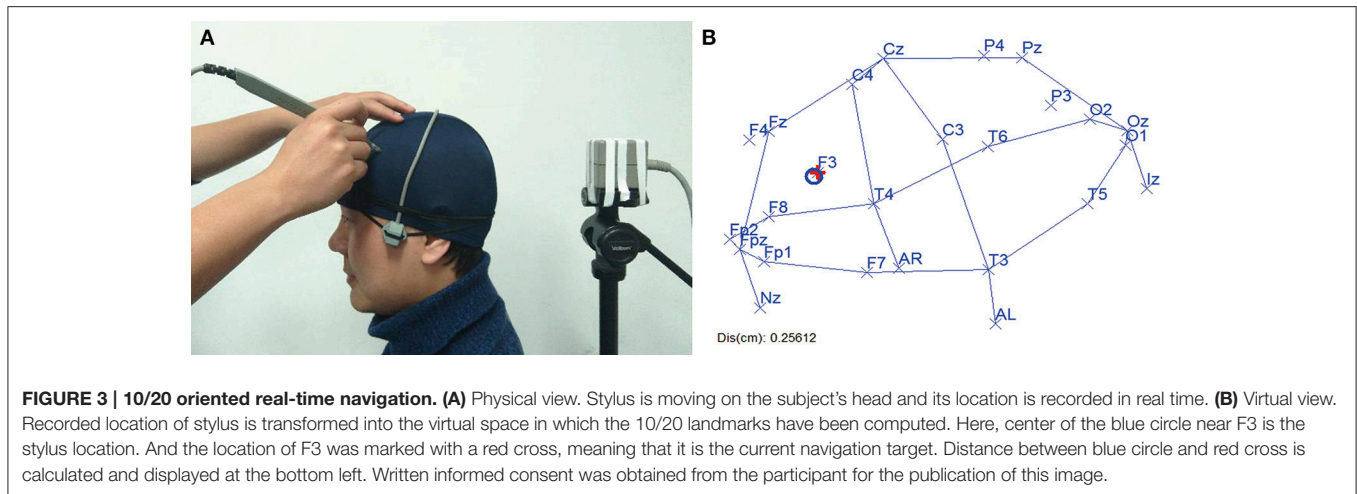 A
B
Cz
P4
Pz
C4
P3
O2
F4
Fz
C3
T6
Oz
O1
F3
Iz
F8
T4
T5
Fp2
Fpz
Fp1
F7
AR
T3
Nz
AL
Dis(cm): 0.25612
FIGURE 3 | 10/20 oriented real-time navigation. (A) Physical view. Stylus is moving on the subject's head and its location is recorded in real time. (B) Virtual view.
Recorded location of stylus is transformed into the virtual space in which the 10/20 landmarks have been computed. Here, center of the blue circle near F3 is the
stylus location. And the location of F3 was marked with a red cross, meaning that it is the current navigation target. Distance between blue circle and red cross is
calculated and displayed at the bottom left. Written informed consent was obtained from the participant for the publication of this image.